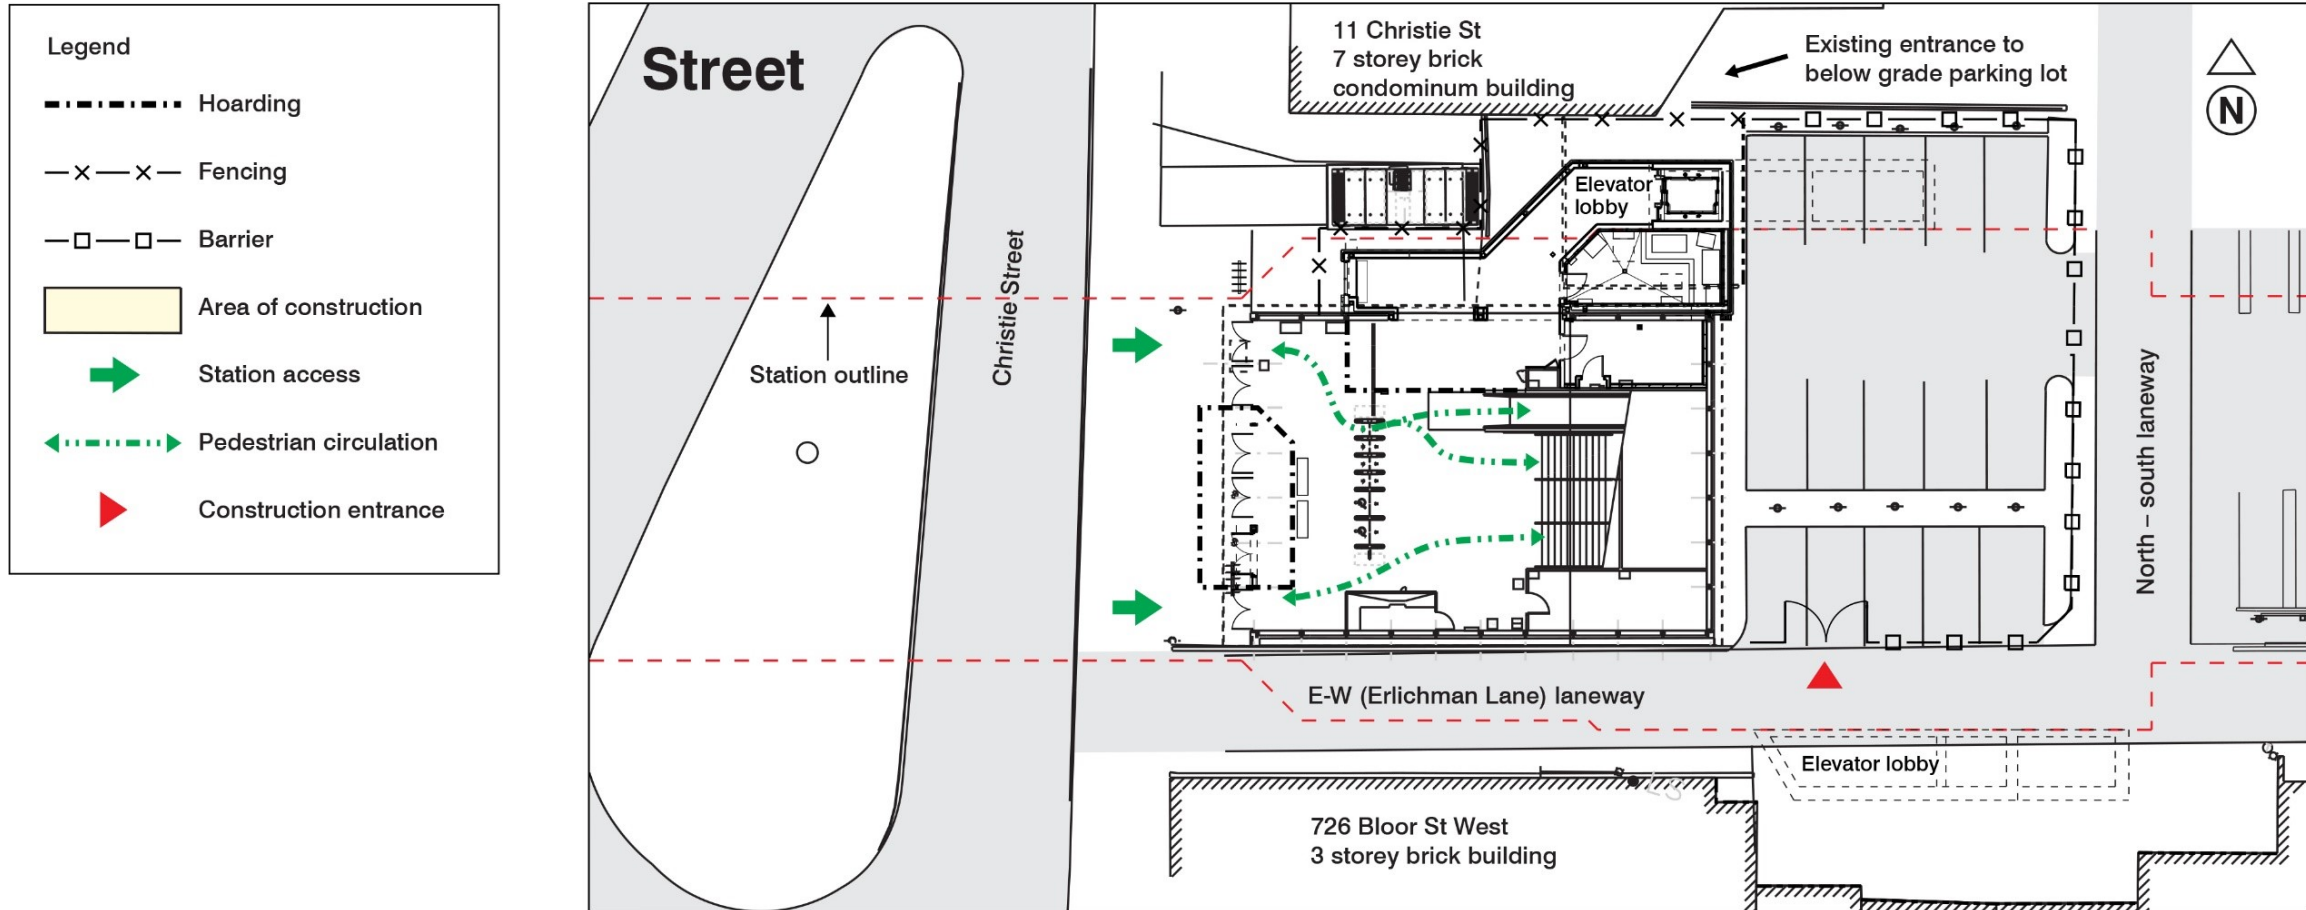 Legend
Hoarding
Fencing
Barrier
Area of construction
Station access
Pedestrian circulation
Construction entrance
Street
11 Christie St
7 storey brick
condominum building
Existing entrance to
below grade parking lot
N
Elevator
lobby
Christie Street
Station outline
North – south laneway
E-W (Erlichman Lane) laneway
Elevator lobby
LS
726 Bloor St West
3 storey brick building